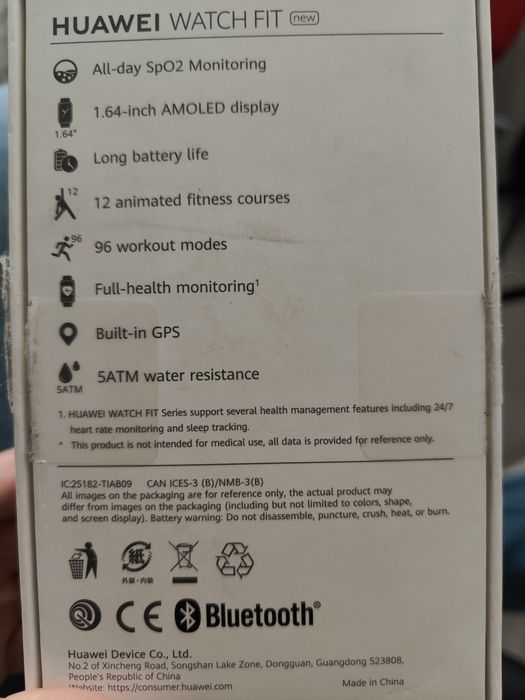 HUAWEI WATCH FIT new
All-day SpO2 Monitoring
1.64-inch AMOLED display
1.64"
Long battery life
12
12 animated fitness courses
96
96 workout modes
Full-health monitoring¹
Built-in GPS
5ATM water resistance
5ATM
1. HUAWEI WATCH FIT Series support several health management features including 24/7
heart rate monitoring and sleep tracking.
* This product is not intended for medical use, all data is provided for reference only.
IC:25182-TIAB09 CAN ICES-3 (B)/NMB-3(B)
All images on the packaging are for reference only, the actual product may
differ from images on the packaging (including but not limited to colors, shape,
and screen display). Battery warning: Do not disassemble, puncture, crush, heat, or burn.
紙
外装・内装
CE Bluetooth®
Huawei Device Co., Ltd.
No.2 of Xincheng Road, Songshan Lake Zone, Dongguan, Guangdong 523808,
People's Republic of China
Website: https://consumer.huawei.com Made in China